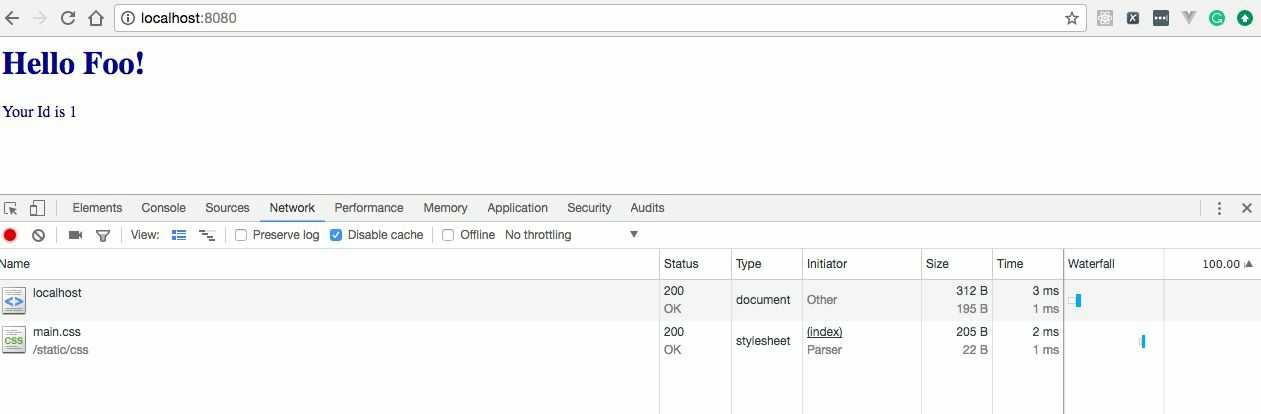 localhost:8080
Hello Foo!
Your Id is 1
Elements Console Sources Network Performance Memory Application Security Audits
View: Preserve log Disable cache Offline No throttling
Name Status Type Initiator Size Time Waterfall 100.00
localhost 200 document Other 312 B 3 ms
OK 195 B 1 ms
main.css 200 stylesheet (index) 205 B 2 ms
/static/css OK Parser 22 B 1 ms